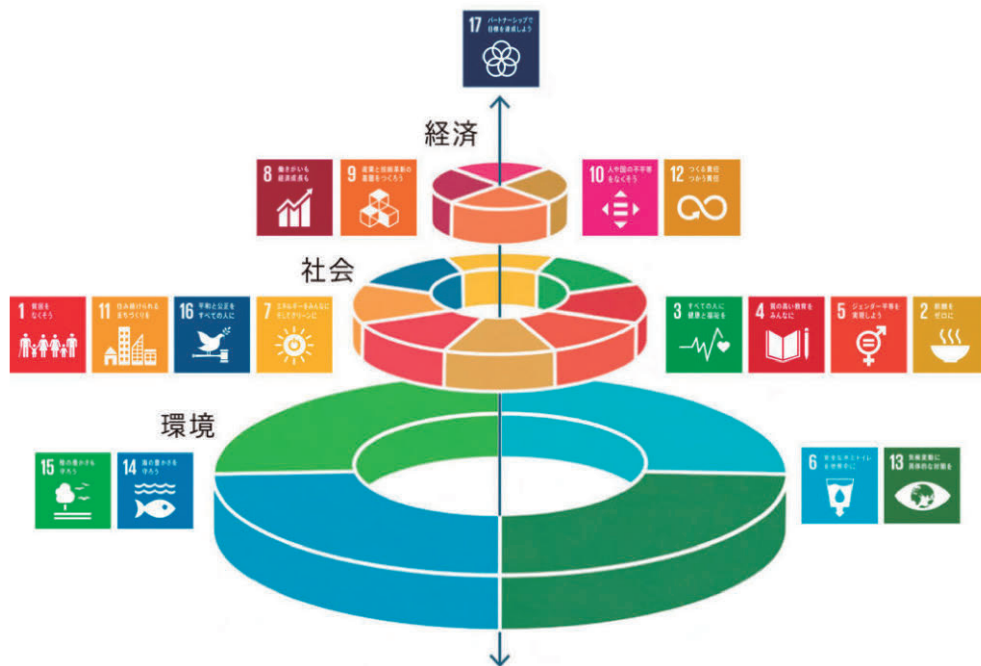 17 パートナーシップで
目標を達成しよう
経済
8 働きがいも
経済成長も
9 産業と技術革新の
基盤をつくろう
10 人や国の不平等
をなくそう
12 つくる責任
つかう責任
社会
1 貧困を
なくそう
11 住み続けられる
まちづくりを
16 平和と公正を
すべての人に
7 エネルギーをみんなに
そしてクリーンに
3 すべての人に
健康と福祉を
4 質の高い教育を
みんなに
5 ジェンダー平等を
実現しよう
2 飢餓を
ゼロに
環境
15 陸の豊かさも
守ろう
14 海の豊かさを
守ろう
6 安全な水とトイレ
を世界中に
13 気候変動に
具体的な対策を